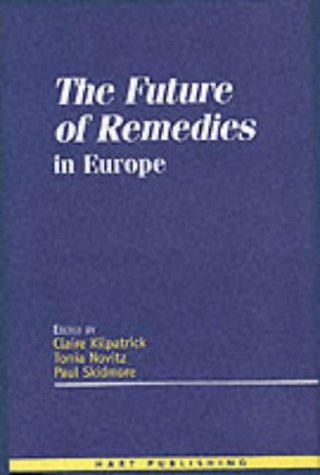 The Future
of Remedies
in Europe
EDITED BY
Claire Kilpatrick
Tonia Novitz
Paul Skidmore
HART PUBLISHING